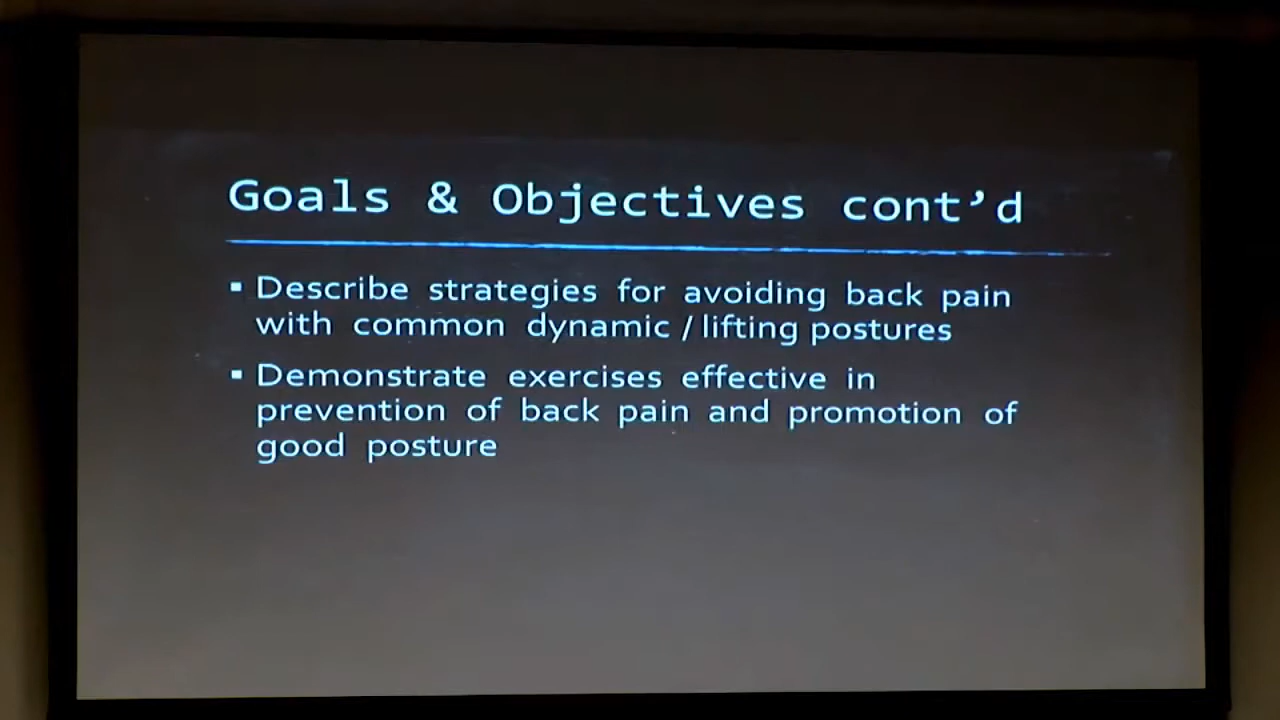 Goals & Objectives cont’d
▪ Describe strategies for avoiding back pain
with common dynamic / lifting postures
▪ Demonstrate exercises effective in
prevention of back pain and promotion of
good posture